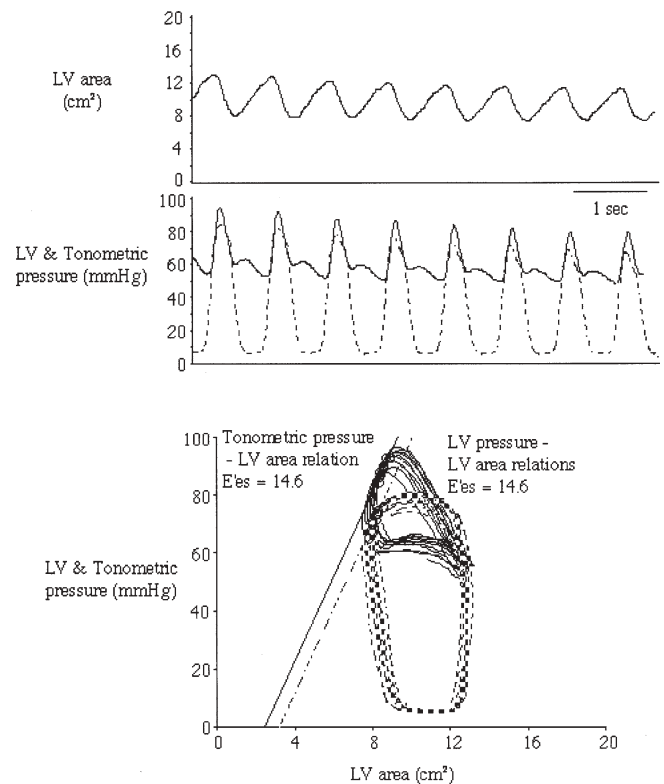 20
16
LV area
(cm²)
12
8
4
0
1 sec
LV & Tonometric
pressure (mmHg)
100
80
60
40
20
0
Tonometric pressure
- LV area relation
E'es = 14.6
LV pressure -
LV area relations
E'es = 14.6
LV & Tonometric
pressure (mmHg)
100
80
60
40
20
0
0
4
8
12
16
20
LV area (cm²)